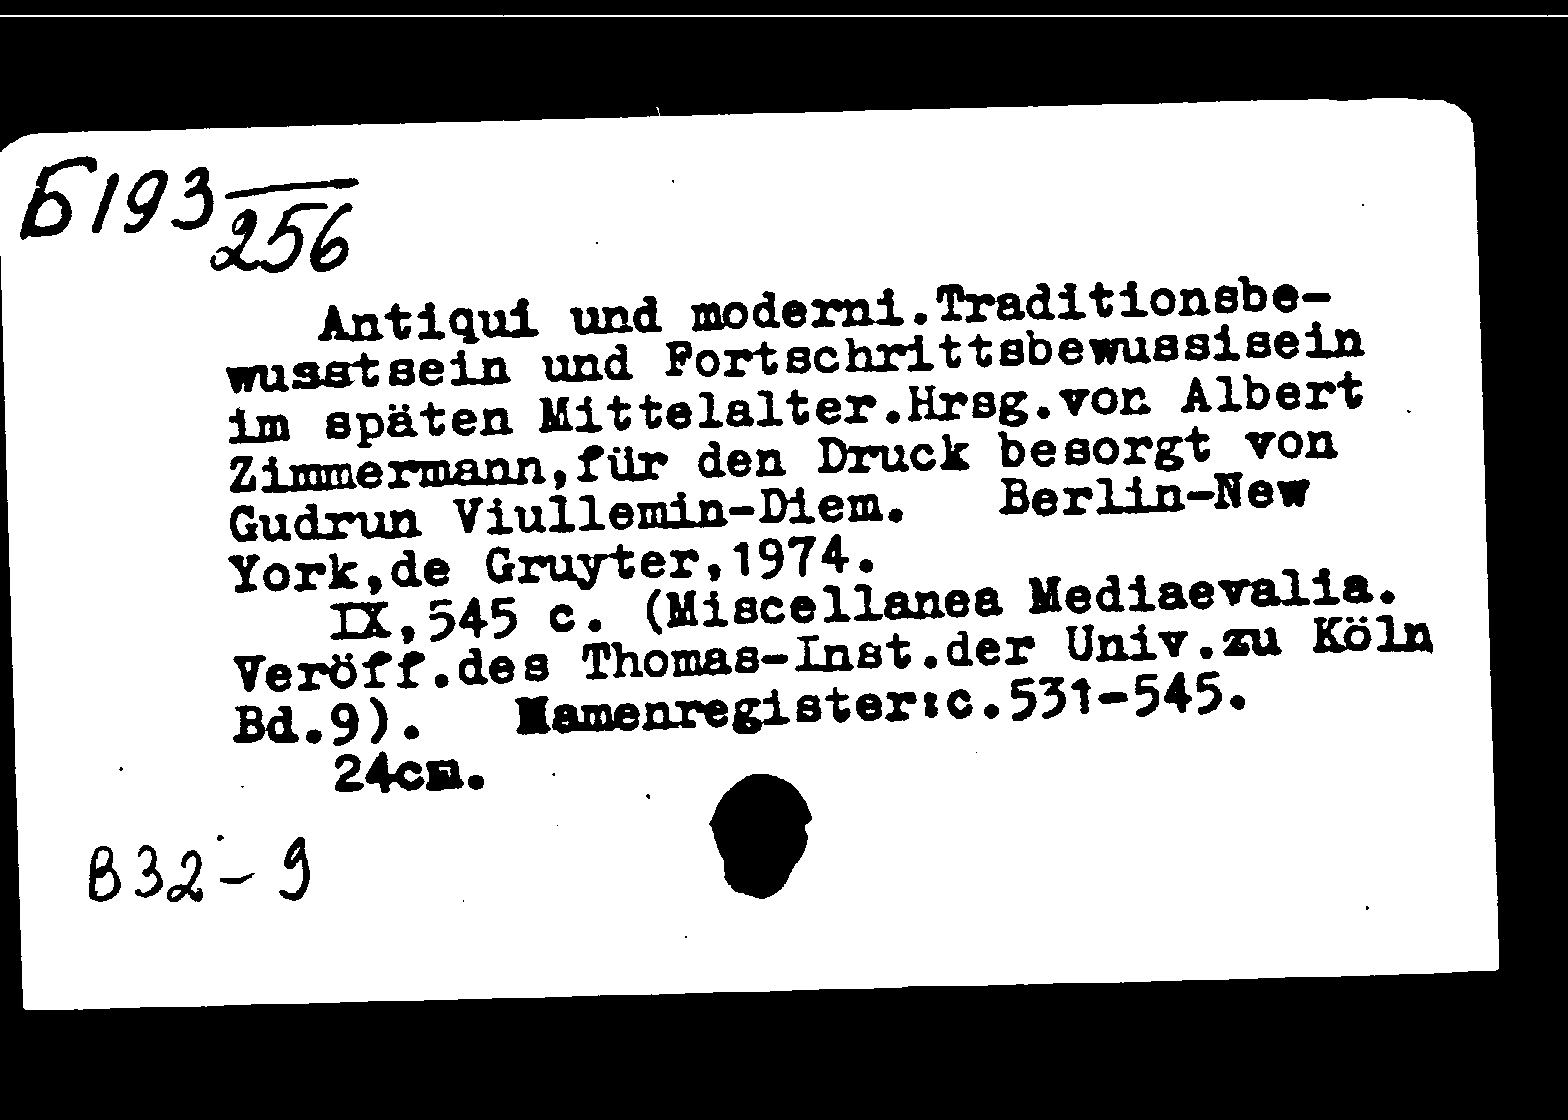 Б193 
256
Antiqui und moderni.Traditionsbe-
wusstsein und Fortschrittsbewussisein
im späten Mittelalter.Hrsg.von Albert
Zimmermann,für den Druck besorgt von
Gudrun Viullemin-Diem. Berlin-New
York,de Gruyter,1974.
IX,545 c. (Miscellanea Mediaevalia.
Veröff.des Thomas-Inst.der Univ.zu Köln
Bd.9). Namenregister:c.531-545.
24cm.
В32-9